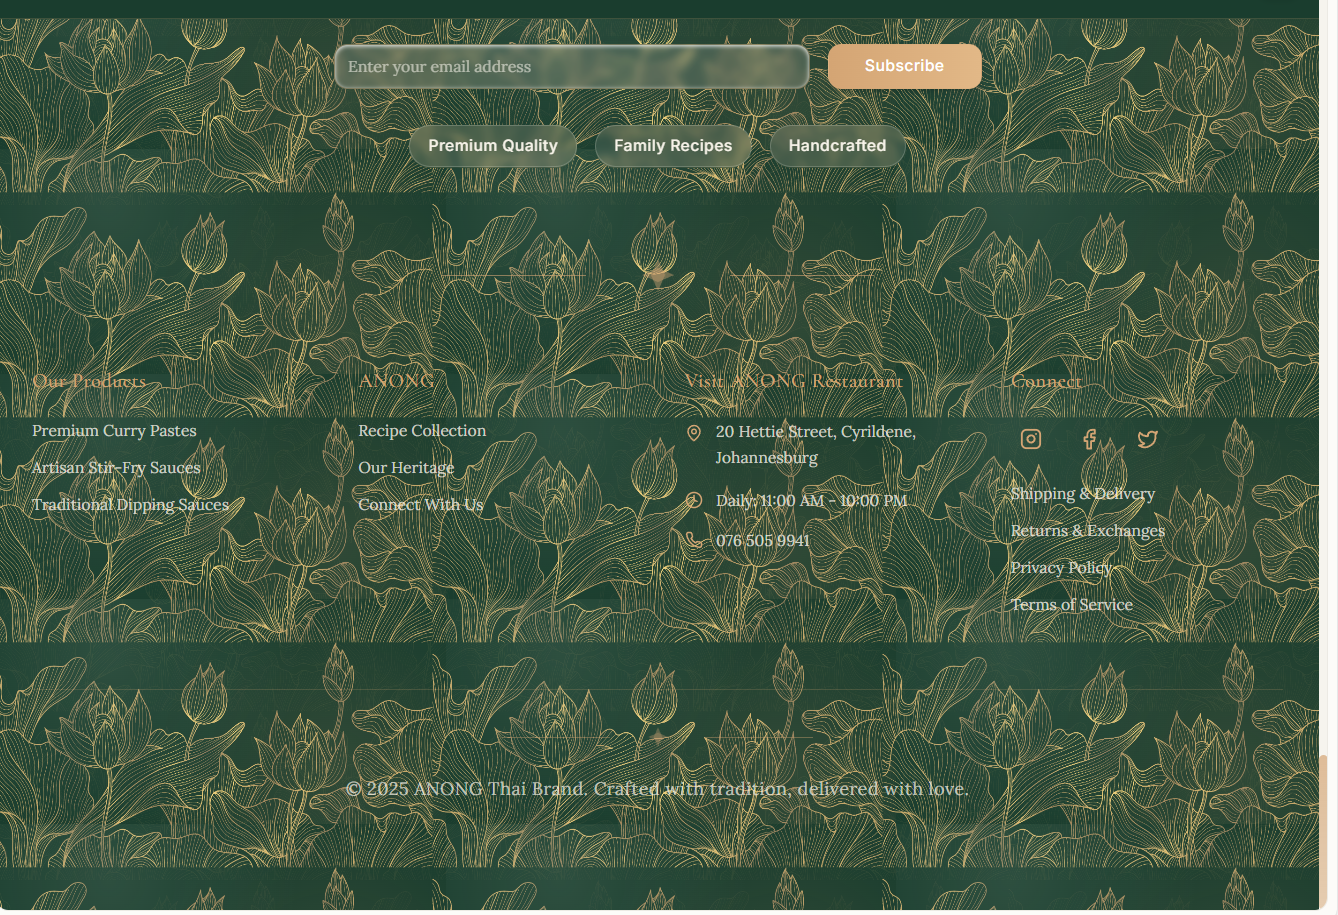 Enter your email address
Subscribe
Premium Quality
Family Recipes
Handcrafted
Our Products
Premium Curry Pastes
Artisan Stir-Fry Sauces
Traditional Dipping Sauces
ANONG
Recipe Collection
Our Heritage
Connect With Us
Visit ANONG Restaurant
20 Hettie Street, Cyrildene,
Johannesburg
Daily: 11:00 AM - 10:00 PM
076 505 9941
Connect
Shipping & Delivery
Returns & Exchanges
Privacy Policy
Terms of Service
© 2025 ANONG Thai Brand. Crafted with tradition, delivered with love.